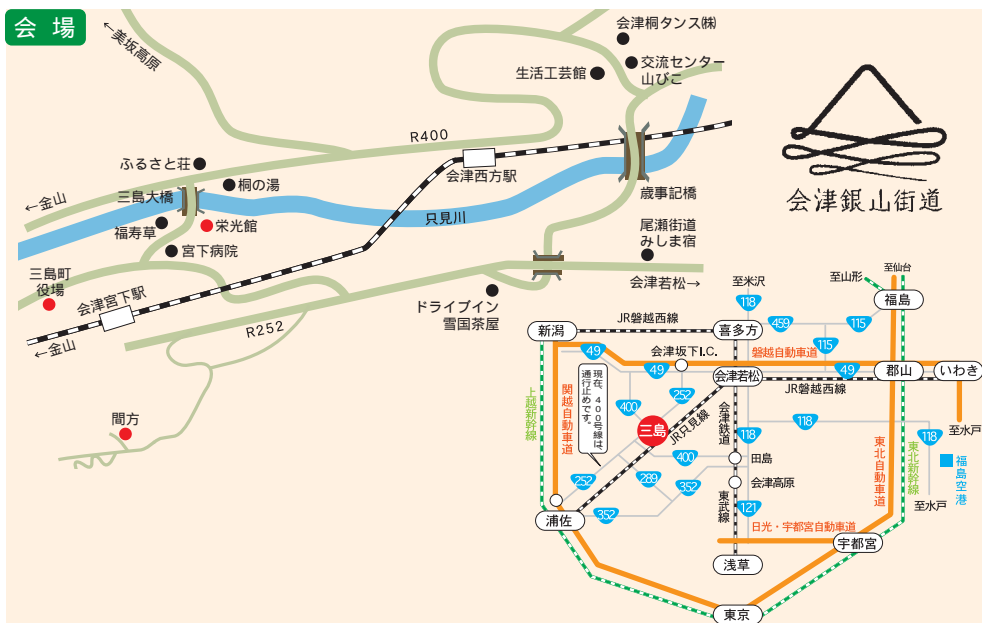 会 場
←美坂高原
会津桐タンス㈱
交流センター
山びこ
生活工芸館
R400
会津西方駅
歳事記橋
ふるさと荘
桐の湯
三島大橋
←金山
福寿草
栄光館
宮下病院
只見川
尾瀬街道
みしま宿
会津若松→
三島町
役場
会津宮下駅
←金山
R252
ドライブイン
雪国茶屋
間方
会津銀山街道
至仙台
至山形
至米沢
118
福島
新潟
JR磐越西線
喜多方
459
115
115
49
会津坂下I.C.
磐越自動車道
49
49
会津若松
郡山
いわき
JR磐越西線
上越新幹線
関越自動車道
現在、400号線は、
通行止めです。
400
252
三島
JR只見線
会津鉄道
118
118
118
至水戸
東北自動車道
東北新幹線
福島空港
至水戸
400
田島
289
252
352
会津高原
352
東武線
121
日光・宇都宮自動車道
浦佐
宇都宮
浅草
東京